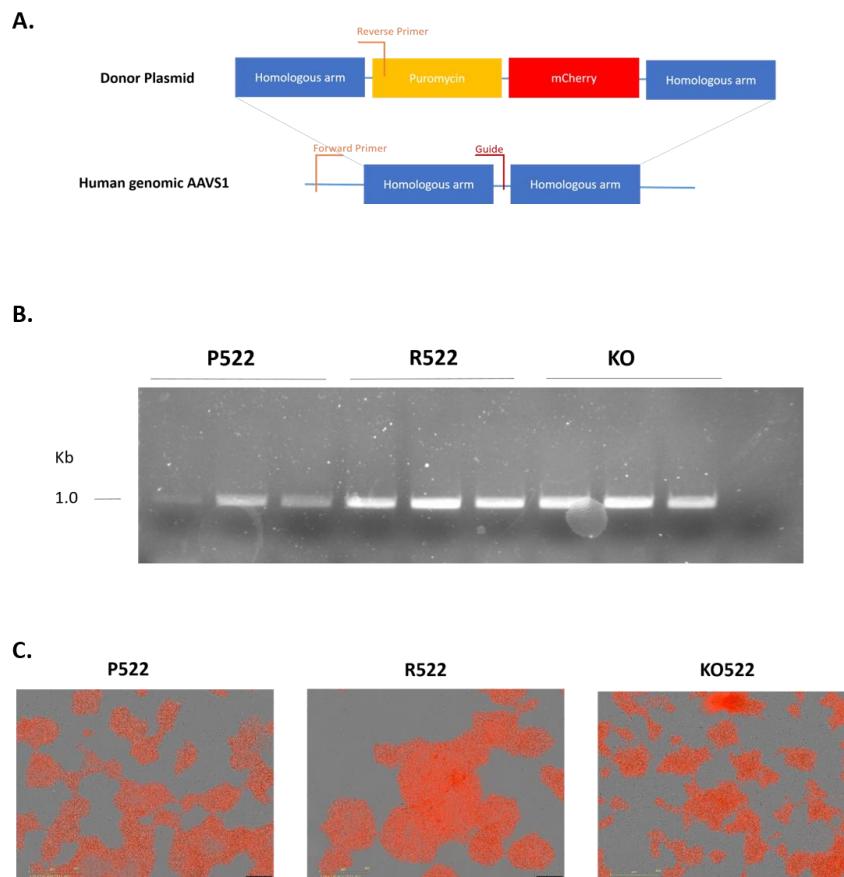 A.
Reverse Primer
Donor Plasmid
Homologous arm
Puromycin
mCherry
Homologous arm
Forward Primer
Guide
Human genomic AAVS1
Homologous arm
Homologous arm
B.
P522
R522
KO
Kb
1.0
C.
P522
R522
KO522